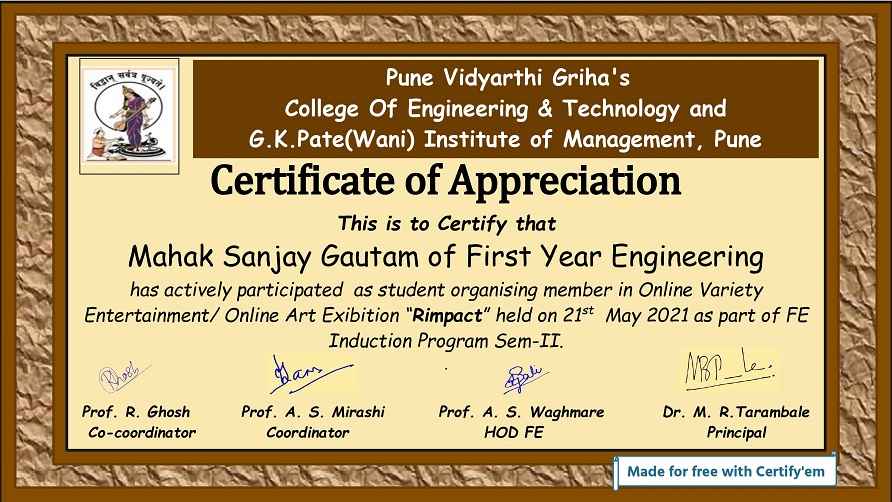 विद्वान् सर्वत्र पूज्यते।
Pune Vidyarthi Griha's
College Of Engineering & Technology and
G.K.Pate(Wani) Institute of Management, Pune
Certificate of Appreciation
This is to Certify that
Mahak Sanjay Gautam of First Year Engineering
has actively participated as student organising member in Online Variety
Entertainment/ Online Art Exibition “Rimpact” held on 21st May 2021 as part of FE
Induction Program Sem-II.
Prof. R. Ghosh Prof. A. S. Mirashi Prof. A. S. Waghmare Dr. M. R.Tarambale
Co-coordinator Coordinator HOD FE Principal
Made for free with Certify'em